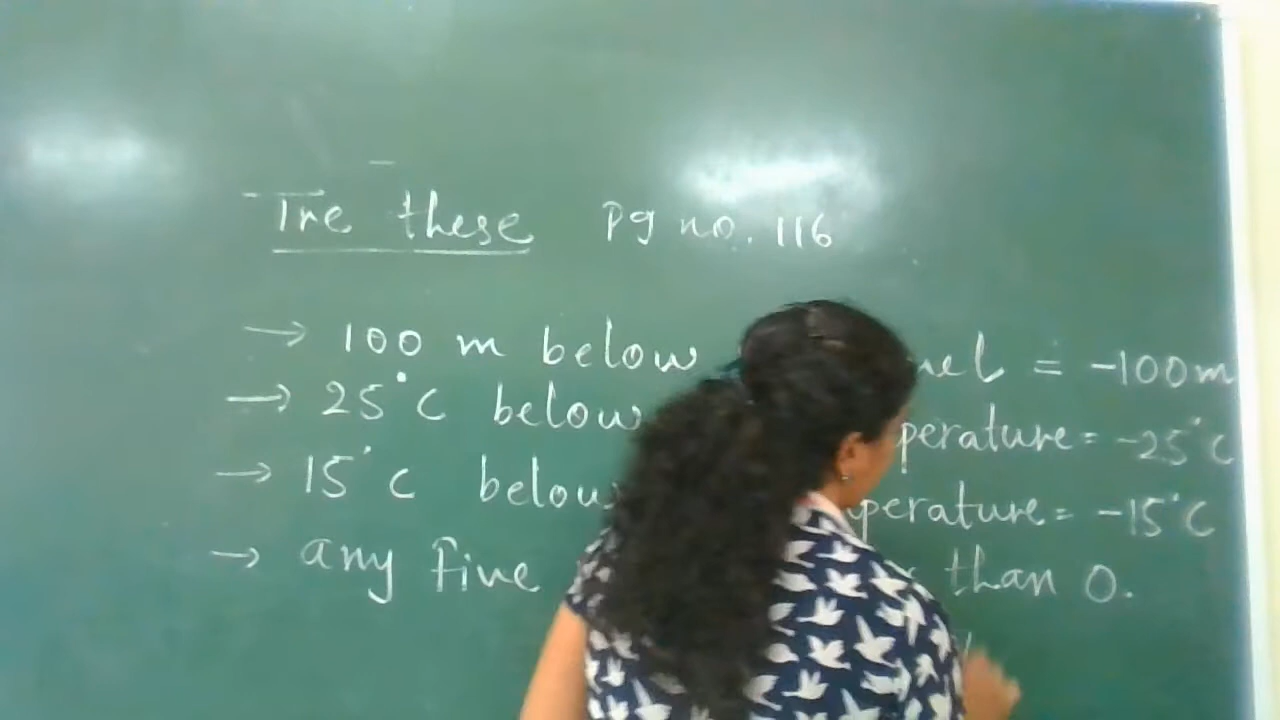 Tre these Pg no. 116
→ 100 m below = -100m
→ 25°C below perature = -25°C
→ 15°C below perature = -15°C
→ any five than 0.